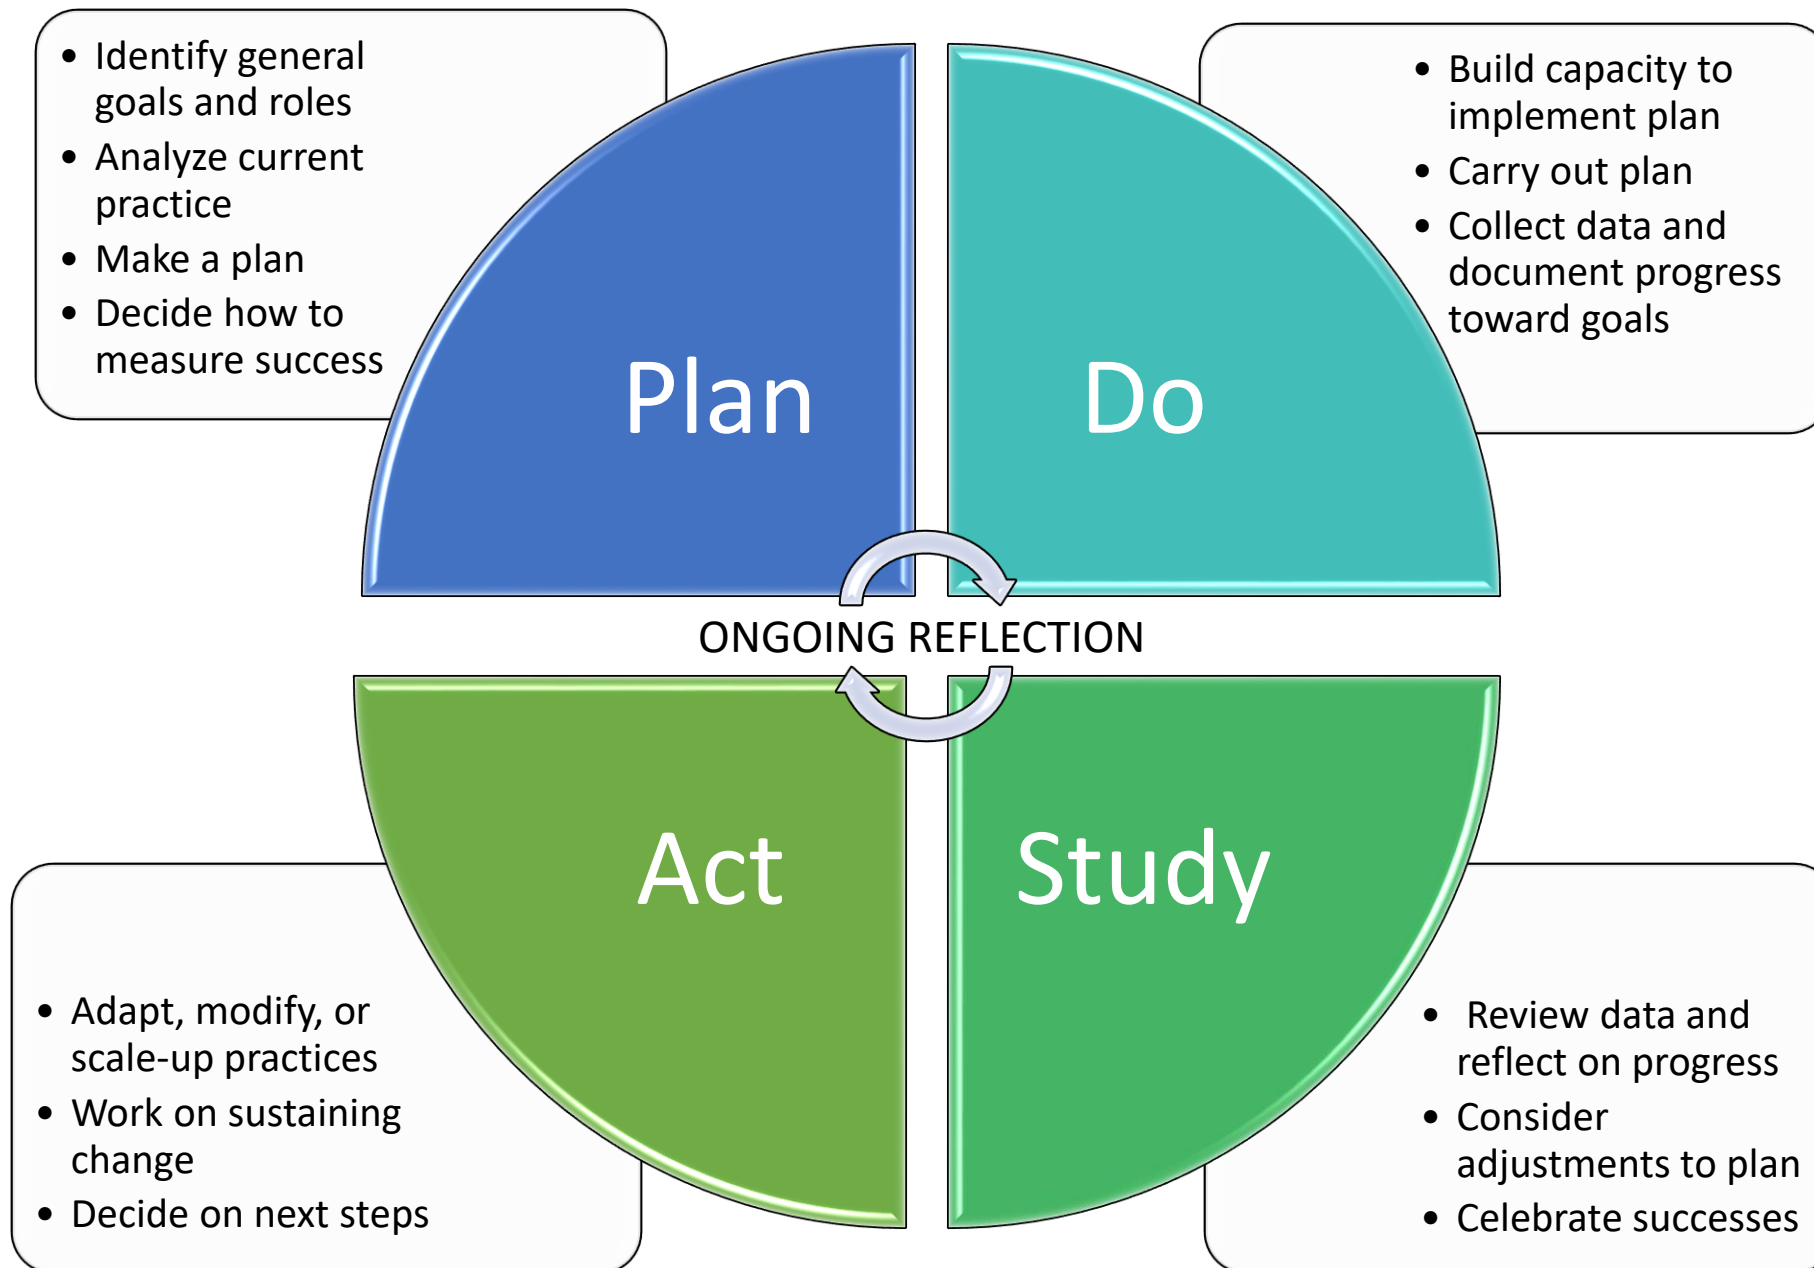 • Identify general
goals and roles
• Analyze current
practice
• Make a plan
• Decide how to
measure success
Plan
• Build capacity to
implement plan
• Carry out plan
• Collect data and
document progress
toward goals
Do
ONGOING REFLECTION
Act
• Adapt, modify, or
scale-up practices
• Work on sustaining
change
• Decide on next steps
Study
• Review data and
reflect on progress
• Consider
adjustments to plan
• Celebrate successes